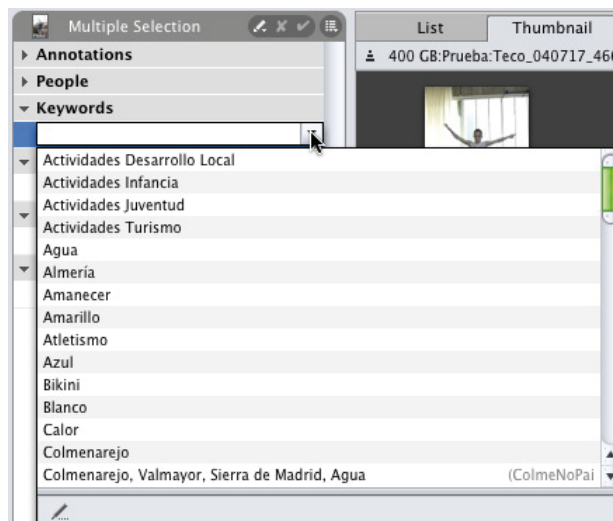 Multiple Selection
List
Thumbnail
400 GB:Prueba:Teco_040717_466
Annotations
People
Keywords
Actividades Desarrollo Local
Actividades Infancia
Actividades Juventud
Actividades Turismo
Agua
Almería
Amanecer
Amarillo
Atletismo
Azul
Bikini
Blanco
Calor
Colmenarejo
Colmenarejo, Valmayor, Sierra de Madrid, Agua (ColmeNoPai